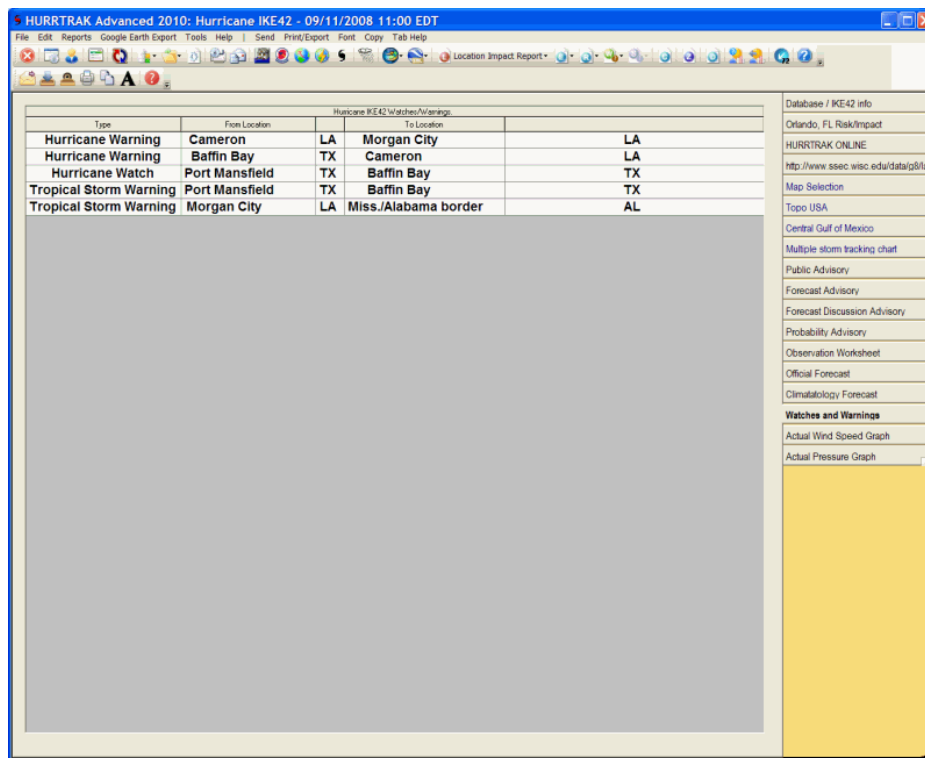 HURRTRAK Advanced 2010: Hurricane IKE42 - 09/11/2008 11:00 EDT
File Edit Reports Google Earth Export Tools Help | Send Print/Export Font Copy Tab Help
Location Impact Report
A
Hurricane IKE42 Watches/Warnings.
Type From Location To Location
Hurricane Warning Cameron LA Morgan City LA
Hurricane Warning Baffin Bay TX Cameron LA
Hurricane Watch Port Mansfield TX Baffin Bay TX
Tropical Storm Warning Port Mansfield TX Baffin Bay TX
Tropical Storm Warning Morgan City LA Miss./Alabama border AL
Database / IKE42 info
Orlando, FL Risk/Impact
HURRTRAK ONLINE
http://www.ssec.wisc.edu/data/g8/la
Map Selection
Topo USA
Central Gulf of Mexico
Multiple storm tracking chart
Public Advisory
Forecast Advisory
Forecast Discussion Advisory
Probability Advisory
Observation Worksheet
Official Forecast
Climatatology Forecast
Watches and Warnings
Actual Wind Speed Graph
Actual Pressure Graph